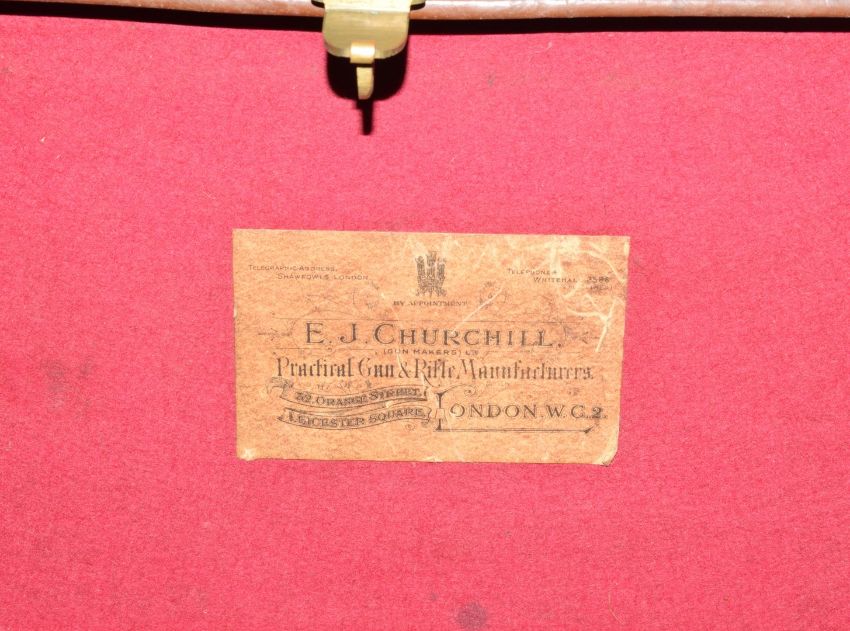 TELEGRAPHIC ADDRESS,
SHAWFOWLS LONDON
TELEPHONE
WHITEHALL
BY APPOINTMENT
E. J. CHURCHILL,
(GUN MAKERS) LD
Practical Gun & Rifle Manufacturers.
ORANGE STREET,
LEICESTER SQUARE,
LONDON, W.C.2.